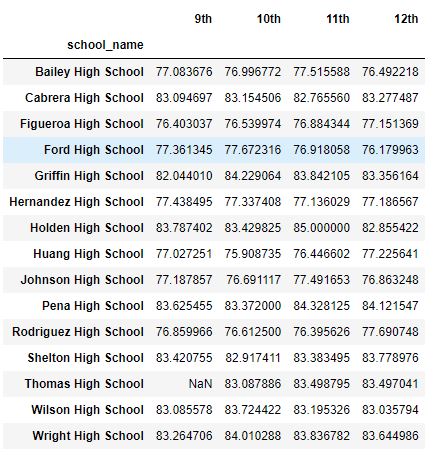 9th 10th 11th 12th
school_name
Bailey High School 77.083676 76.996772 77.515588 76.492218
Cabrera High School 83.094697 83.154506 82.765560 83.277487
Figueroa High School 76.403037 76.539974 76.884344 77.151369
Ford High School 77.361345 77.672316 76.918058 76.179963
Griffin High School 82.044010 84.229064 83.842105 83.356164
Hernandez High School 77.438495 77.337408 77.136029 77.186567
Holden High School 83.787402 83.429825 85.000000 82.855422
Huang High School 77.027251 75.908735 76.446602 77.225641
Johnson High School 77.187857 76.691117 77.491653 76.863248
Pena High School 83.625455 83.372000 84.328125 84.121547
Rodriguez High School 76.859966 76.612500 76.395626 77.690748
Shelton High School 83.420755 82.917411 83.383495 83.778976
Thomas High School NaN 83.087886 83.498795 83.497041
Wilson High School 83.085578 83.724422 83.195326 83.035794
Wright High School 83.264706 84.010288 83.836782 83.644986